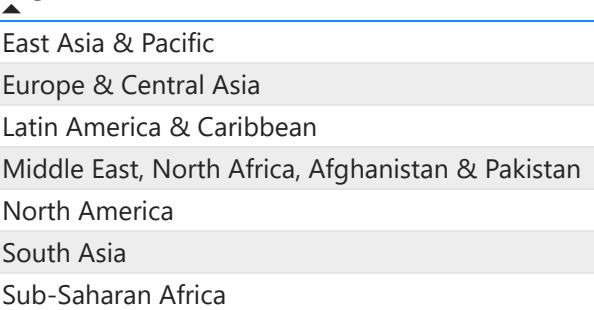 East Asia & Pacific
Europe & Central Asia
Latin America & Caribbean
Middle East, North Africa, Afghanistan & Pakistan
North America
South Asia
Sub-Saharan Africa